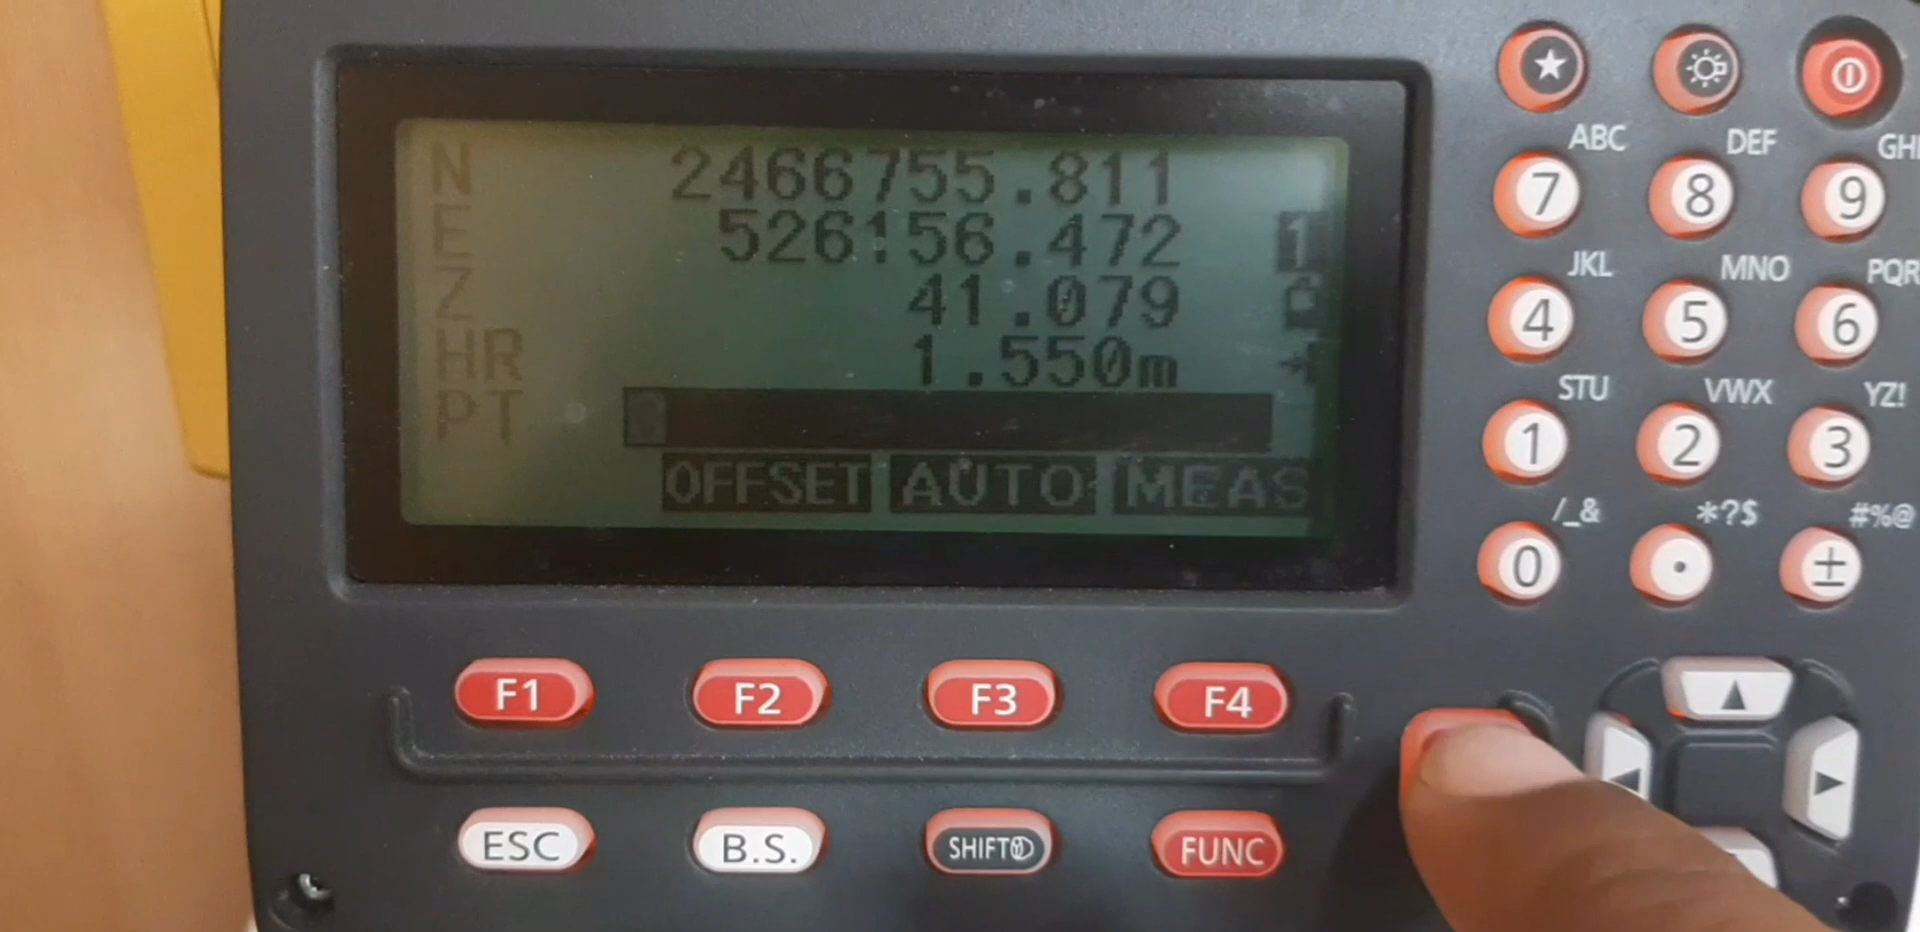 N 2466755.811
E 526156.472 1
Z 41.079
HR 1.550m
PT
OFFSET AUTO MEAS
ABC DEF GHI
7 8 9
JKL MNO PQR
4 5 6
STU VWX YZ!
1 2 3
/_& *?$ #%@
0 • ±
F1 F2 F3 F4
ESC B.S. SHIFT FUNC